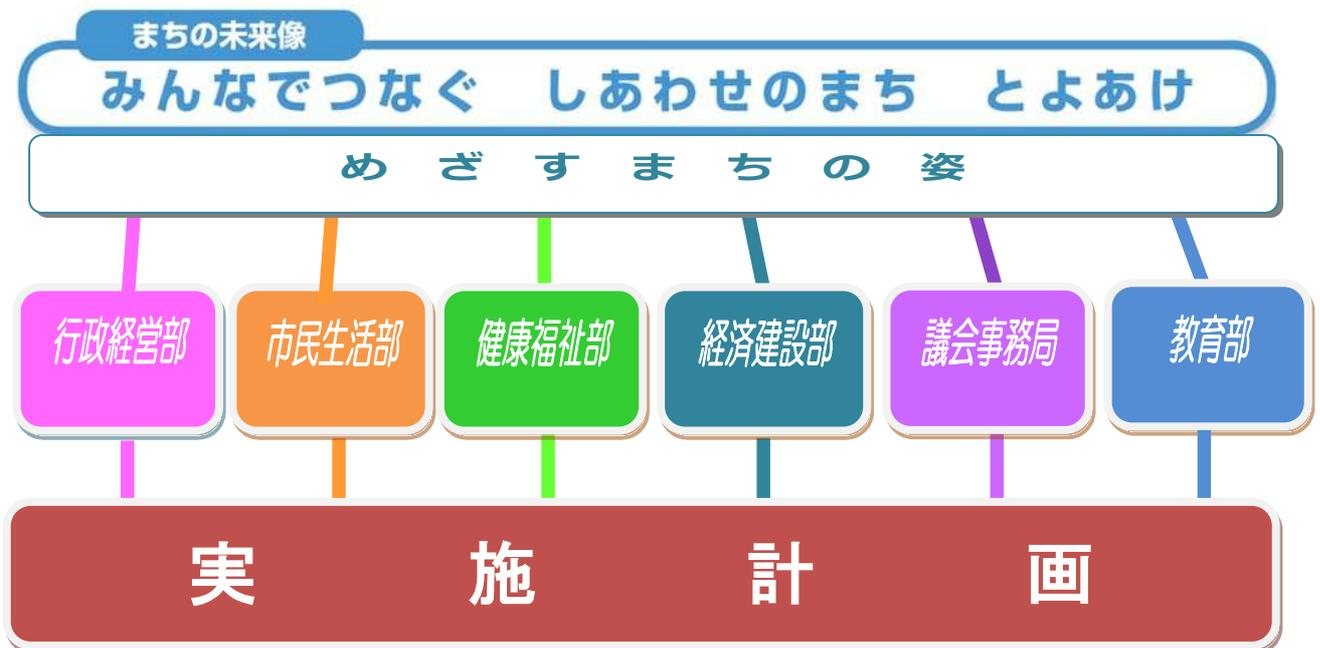 まちの未来像
みんなでつなぐ　しあわせのまち　とよあけ
めざすまちの姿
行政経営部
市民生活部
健康福祉部
経済建設部
議会事務局
教育部
実施計画